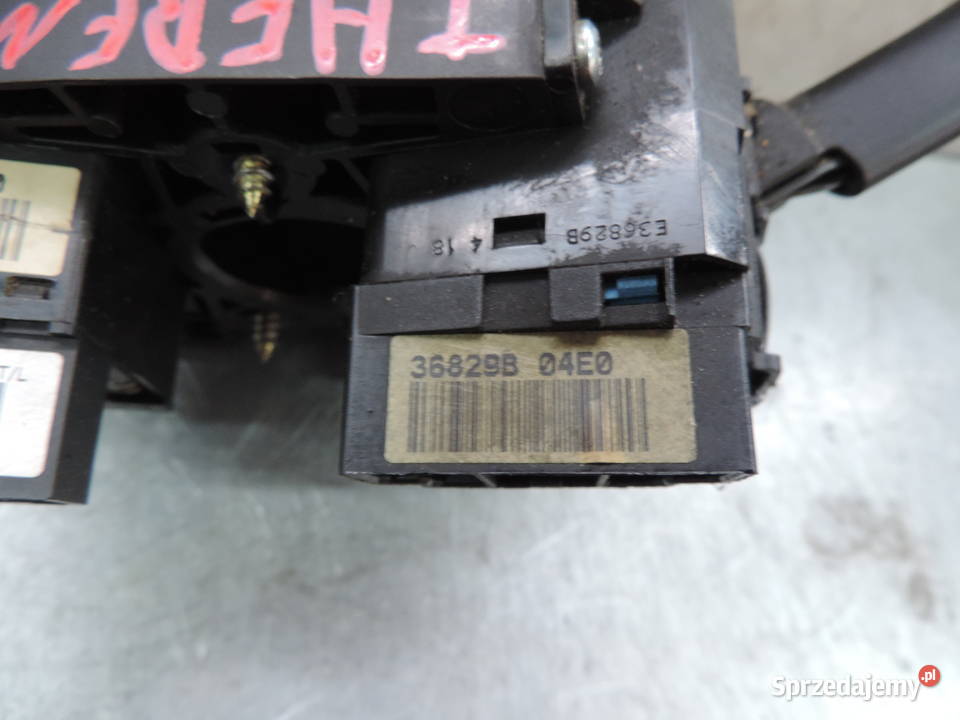 THEREN
E36829B
4 18
T/L
36829B 04E0
Sprzedajemy.pl